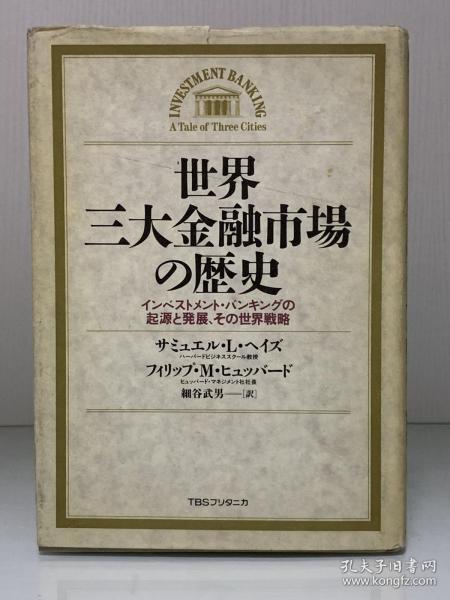 INVESTMENT BANKING
A Tale of Three Cities
世界
三大金融市場
の歴史
インベストメント・バンキングの
起源と発展、その世界戦略
サミュエル・L・ヘイズ
ハーバードビジネススクール教授
フィリップ・M・ヒュッバード
ヒュッバード・マネジメント社社長
細谷武男——[訳]
TBSブリタニカ
孔夫子旧书网
www.kongfz.com